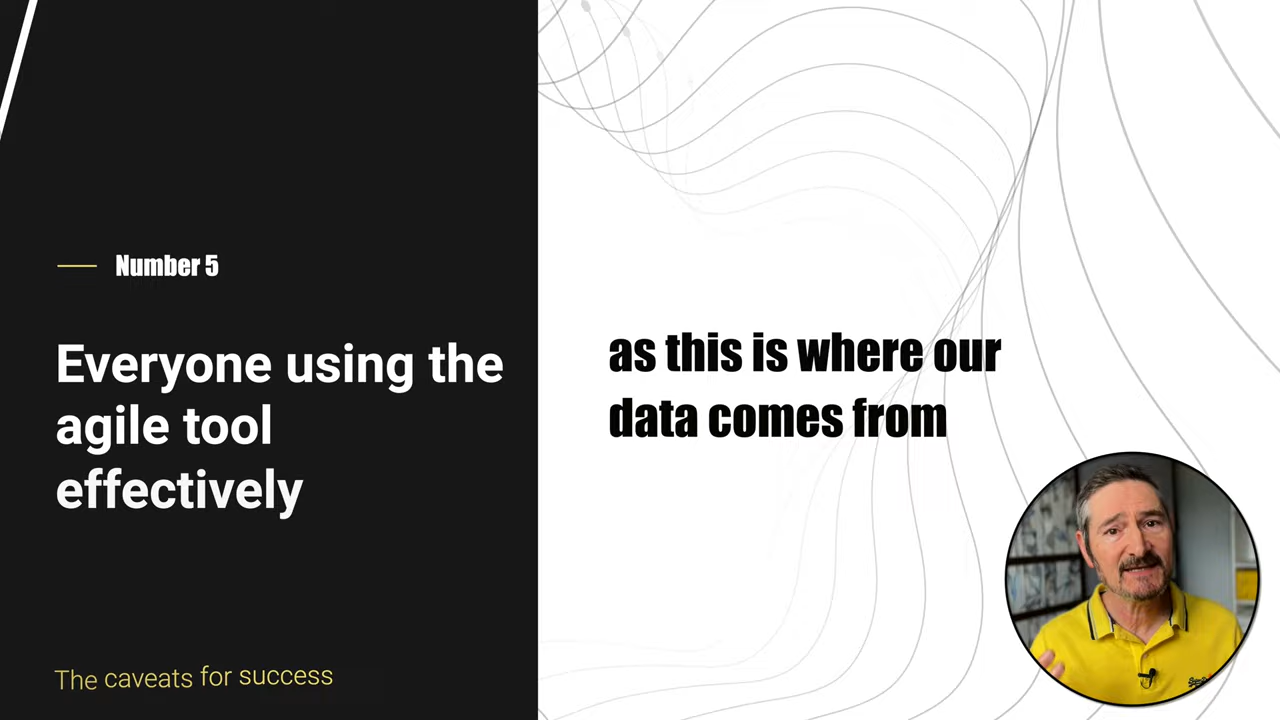 Number 5
Everyone using the
agile tool
effectively
The caveats for success
as this is where our
data comes from